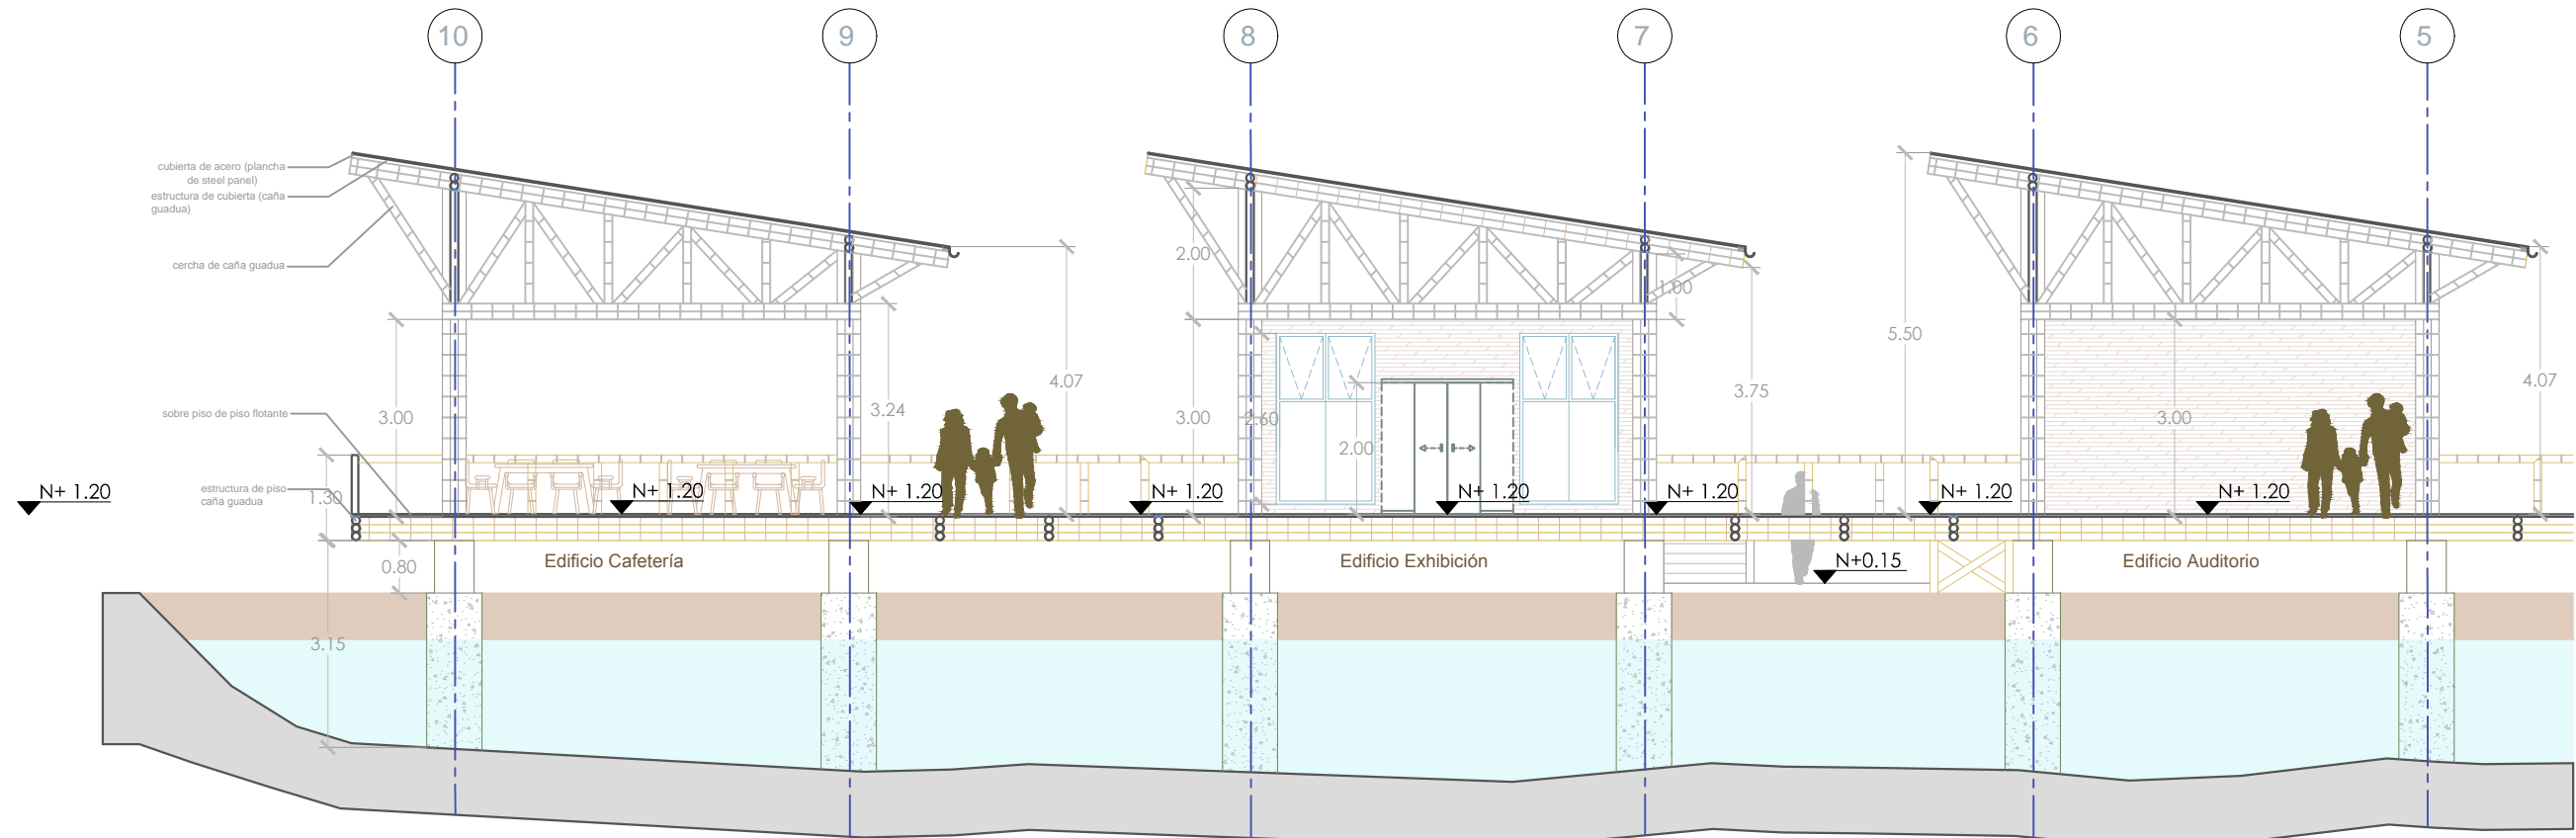 10 9 8 7 6 5
cubierta de acero (plancha
de steel panel)
estructura de cubierta (caña
guadua)
cercha de caña guadua
sobre piso de piso flotante
estructura de piso
caña guadua
2.00
1.80
5.50
4.07
3.75
4.07
3.00
3.24
3.00
2.60
2.00
3.00
1.30
N+ 1.20
N+ 1.20
N+ 1.20
N+ 1.20
N+ 1.20
N+ 1.20
N+ 1.20
N+ 1.20
Edificio Cafetería
Edificio Exhibición
Edificio Auditorio
0.80
N+0.15
3.15